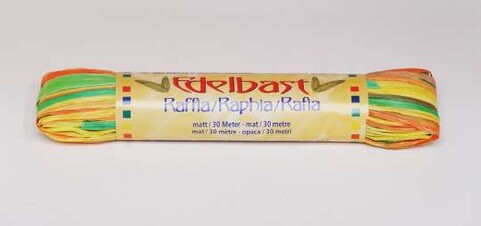 Edelbast
Raffia/Raphia/Rafia
matt / 30 Meter - mat / 30 metre
mat / 30 mètre - opaca / 30 metri